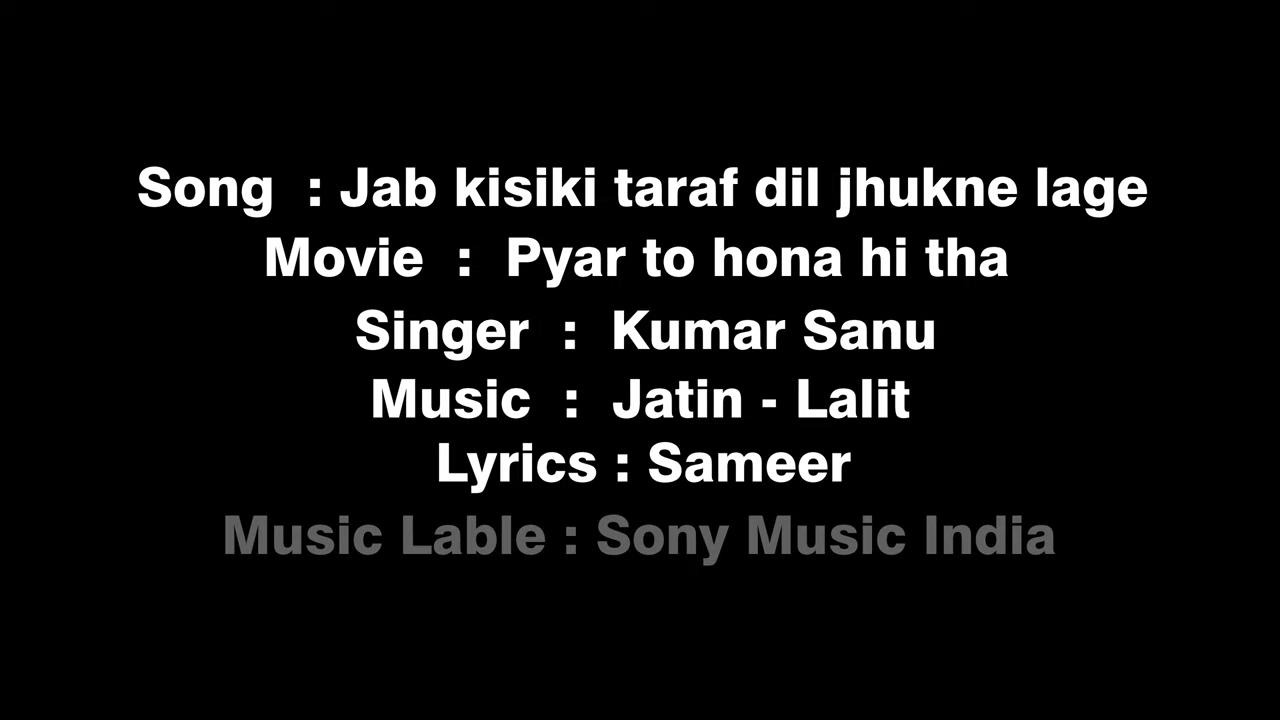 Song : Jab kisiki taraf dil jhukne lage
Movie : Pyar to hona hi tha
Singer : Kumar Sanu
Music : Jatin - Lalit
Lyrics : Sameer
Music Lable : Sony Music India